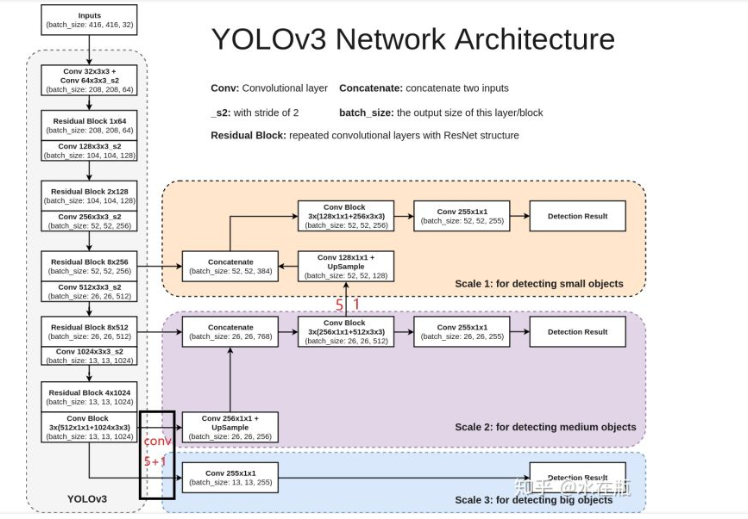 YOLOv3 Network Architecture
Conv: Convolutional layer Concatenate: concatenate two inputs
_s2: with stride of 2 batch_size: the output size of this layer/block
Residual Block: repeated convolutional layers with ResNet structure
Inputs
(batch_size: 416, 416, 32)
Conv 32x3x3 +
Conv 64x3x3_s2
(batch_size: 208, 208, 64)
Residual Block 1x64
(batch_size: 208, 208, 64)
Conv 128x3x3_s2
(batch_size: 104, 104, 128)
Residual Block 2x128
(batch_size: 104, 104, 128)
Conv 256x3x3_s2
(batch_size: 52, 52, 256)
Residual Block 8x256
(batch_size: 52, 52, 256)
Conv 512x3x3_s2
(batch_size: 26, 26, 512)
Residual Block 8x512
(batch_size: 26, 26, 512)
Conv 1024x3x3_s2
(batch_size: 13, 13, 1024)
Residual Block 4x1024
(batch_size: 13, 13, 1024)
Conv Block
3x(512x1x1+1024x3x3)
(batch_size: 13, 13, 1024)
YOLOv3
conv
5+1
Conv Block
3x(128x1x1+256x3x3)
(batch_size: 52, 52, 256)
Conv 255x1x1
(batch_size: 52, 52, 255)
Detection Result
Concatenate
(batch_size: 52, 52, 384)
Conv 128x1x1 +
UpSample
(batch_size: 52, 52, 128)
Scale 1: for detecting small objects
5 1
Concatenate
(batch_size: 26, 26, 768)
Conv Block
3x(256x1x1+512x3x3)
(batch_size: 26, 26, 512)
Conv 255x1x1
(batch_size: 26, 26, 255)
Detection Result
Conv 256x1x1 +
UpSample
(batch_size: 26, 26, 256)
Scale 2: for detecting medium objects
Conv 255x1x1
(batch_size: 13, 13, 255)
Detection Result
Scale 3: for detecting big objects
知乎 @水在瓶